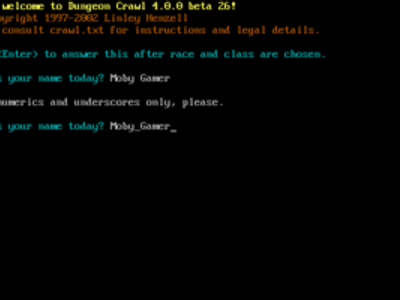 welcome to Dungeon Crawl 4.0.0 beta 26!
pyright 1997-2002 Linley Henzell
consult crawl.txt for instructions and legal details.
<Enter> to answer this after race and class are chosen.
s your name today? Moby Gamer
numerics and underscores only, please.
s your name today? Moby_Gamer_